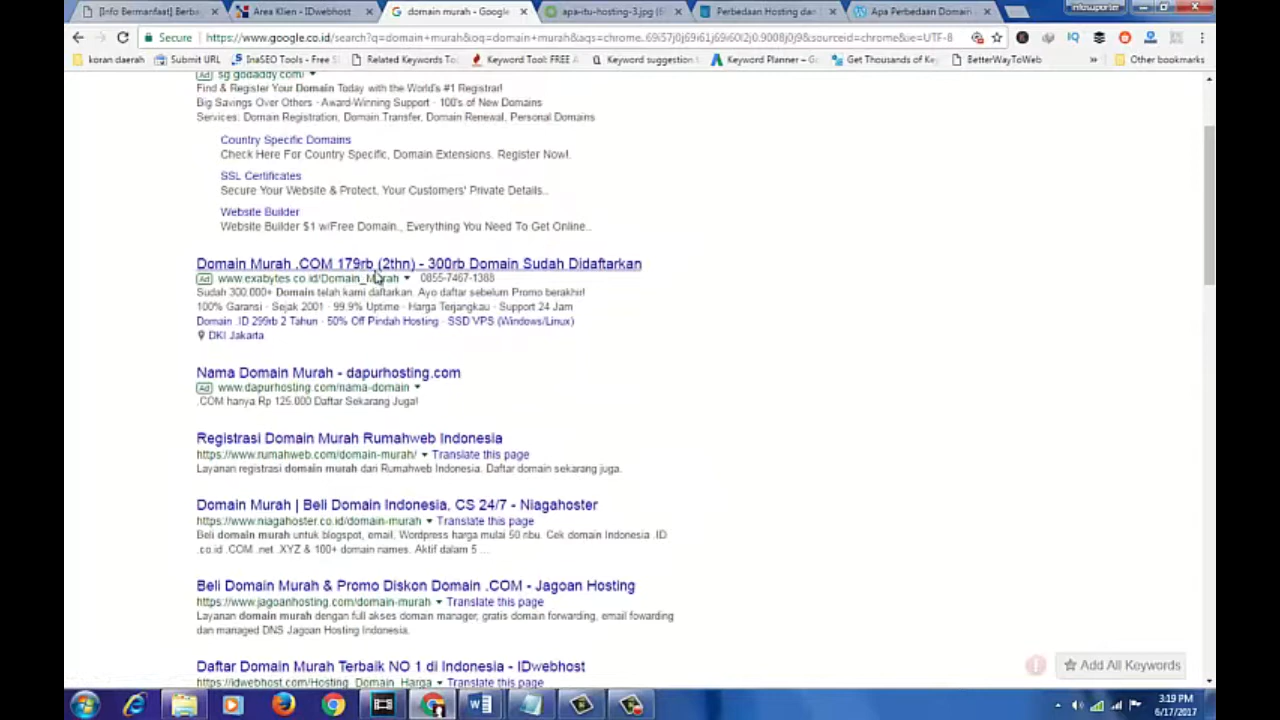 [Info Bermanfaat] Berba
Area Klien - IDwebhost
domain murah - Google
apa-itu-hosting-3.jpg (6
Perbedaan Hosting dan
Apa Perbedaan Domain
infosuporter
Secure
https://www.google.co.id/search?q=domain+murah&oq=domain+murah&aqs=chrome..69i57j0j69i61j69i60l2j0.9008j0j9&sourceid=chrome&ie=UTF-8
koran daerah
Submit URL
InaSEO Tools - Free S
Related Keywords To
Keyword Tool: FREE A
Keyword suggestion
Keyword Planner – G
Get Thousands of Key
BetterWayToWeb
»
Other bookmarks
Ad sg.godaddy.com/
Find & Register Your Domain Today with the World's #1 Registrar!
Big Savings Over Others · Award-Winning Support · 100's of New Domains
Services: Domain Registration, Domain Transfer, Domain Renewal, Personal Domains
Country Specific Domains
Check Here For Country Specific, Domain Extensions. Register Now!.
SSL Certificates
Secure Your Website & Protect, Your Customers' Private Details..
Website Builder
Website Builder $1 w/Free Domain., Everything You Need To Get Online..
Domain Murah .COM 179rb (2thn) - 300rb Domain Sudah Didaftarkan
Ad www.exabytes.co.id/Domain_Murah 0855-7467-1388
Sudah 300.000+ Domain telah kami daftarkan. Ayo daftar sebelum Promo berakhir!
100% Garansi · Sejak 2001 · 99.9% Uptime · Harga Terjangkau · Support 24 Jam
Domain .ID 299rb 2 Tahun · 50% Off Pindah Hosting · SSD VPS (Windows/Linux)
DKI Jakarta
Nama Domain Murah - dapurhosting.com
Ad www.dapurhosting.com/nama-domain
.COM hanya Rp 125.000 Daftar Sekarang Juga!
Registrasi Domain Murah Rumahweb Indonesia
https://www.rumahweb.com/domain-murah/ Translate this page
Layanan registrasi domain murah dari Rumahweb Indonesia. Daftar domain sekarang juga.
Domain Murah | Beli Domain Indonesia, CS 24/7 - Niagahoster
https://www.niagahoster.co.id/domain-murah Translate this page
Beli domain murah untuk blogspot, email, Wordpress harga mulai 50 ribu. Cek domain Indonesia .ID
.co.id .COM .net .XYZ & 100+ domain names. Aktif dalam 5 ...
Beli Domain Murah & Promo Diskon Domain .COM - Jagoan Hosting
https://www.jagoanhosting.com/domain-murah Translate this page
Layanan domain murah dengan full akses domain manager, gratis domain forwarding, email fowarding
dan managed DNS Jagoan Hosting Indonesia.
Daftar Domain Murah Terbaik NO 1 di Indonesia - IDwebhost
https://idwebhost.com/Hosting_Domain_Harga Translate this page
Add All Keywords
3:19 PM
6/17/2017